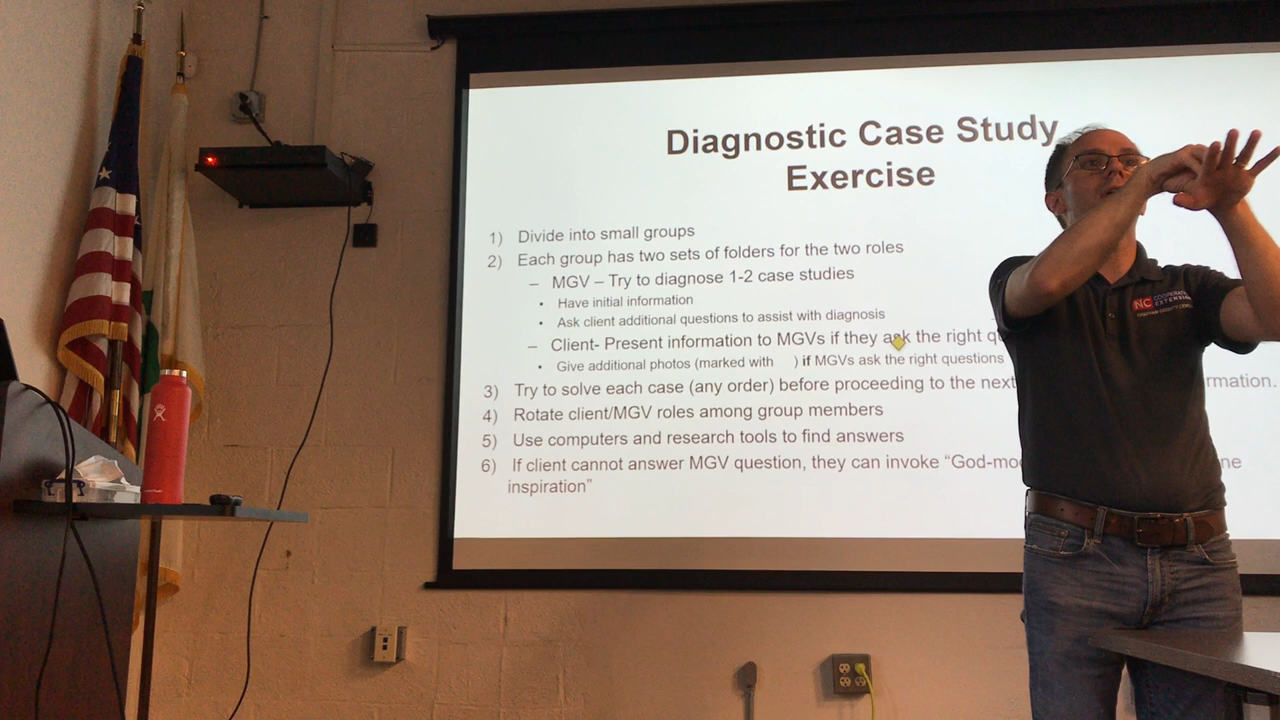 Diagnostic Case Study
Exercise
1) Divide into small groups
2) Each group has two sets of folders for the two roles
– MGV – Try to diagnose 1-2 case studies
• Have initial information
• Ask client additional questions to assist with diagnosis
– Client- Present information to MGVs if they ask the right
• Give additional photos (marked with ) if MGVs ask the right questions
3) Try to solve each case (any order) before proceeding to the next
4) Rotate client/MGV roles among group members
5) Use computers and research tools to find answers
6) If client cannot answer MGV question, they can invoke “God-mo
inspiration”
NC